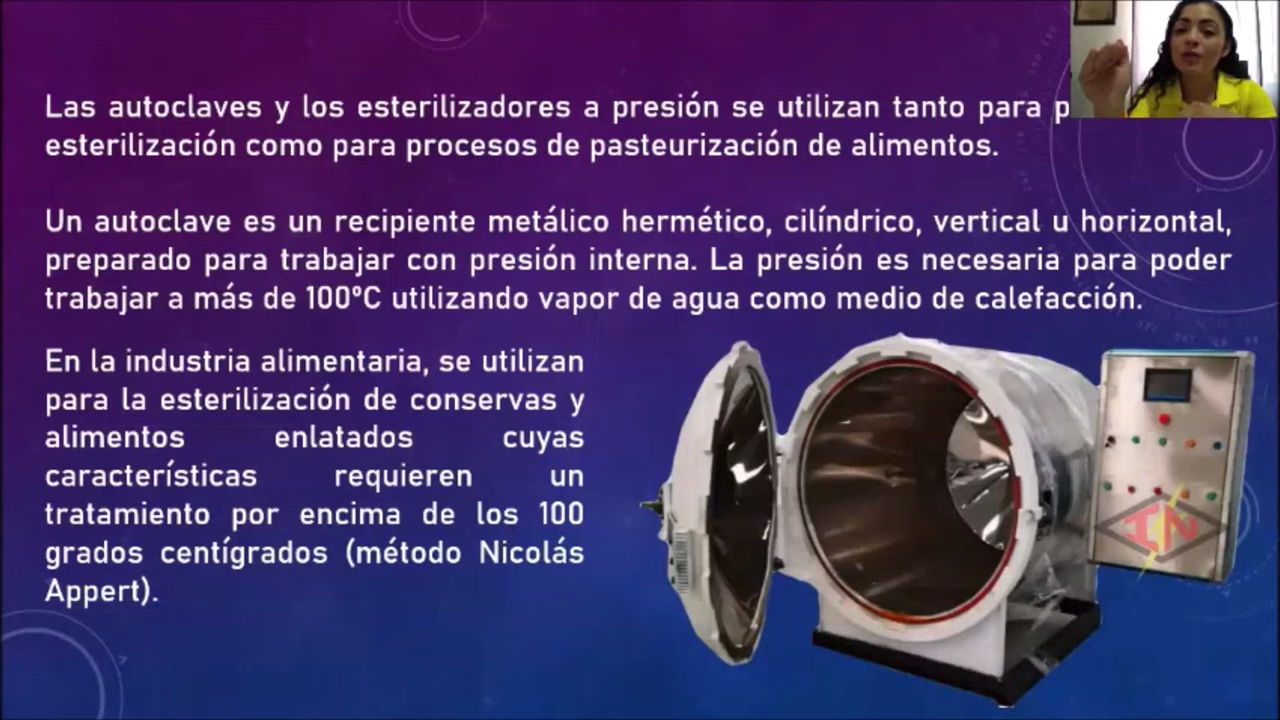 Las autoclaves y los esterilizadores a presión se utilizan tanto para
esterilización como para procesos de pasteurización de alimentos.
Un autoclave es un recipiente metálico hermético, cilíndrico, vertical u horizontal,
preparado para trabajar con presión interna. La presión es necesaria para poder
trabajar a más de 100ºC utilizando vapor de agua como medio de calefacción.
En la industria alimentaria, se utilizan
para la esterilización de conservas y
alimentos enlatados cuyas
características requieren un
tratamiento por encima de los 100
grados centígrados (método Nicolás
Appert).
IN